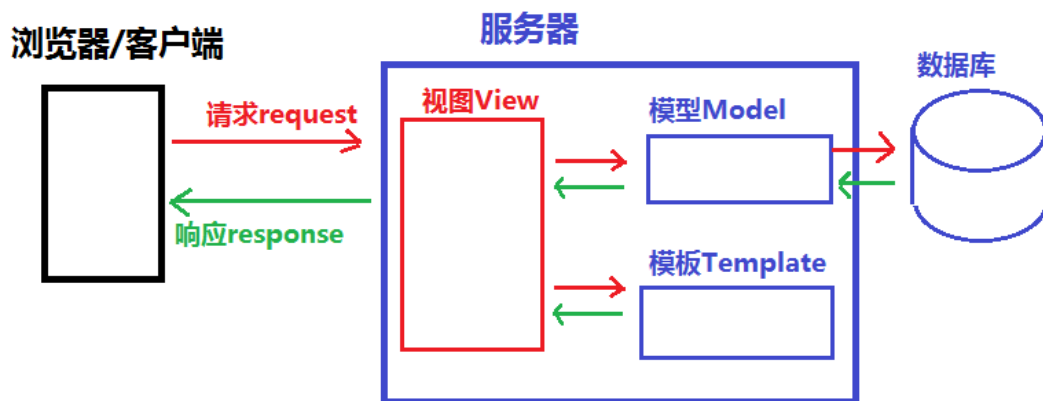 服务器
浏览器/客户端
数据库
视图View
模型Model
请求request
响应response
模板Template